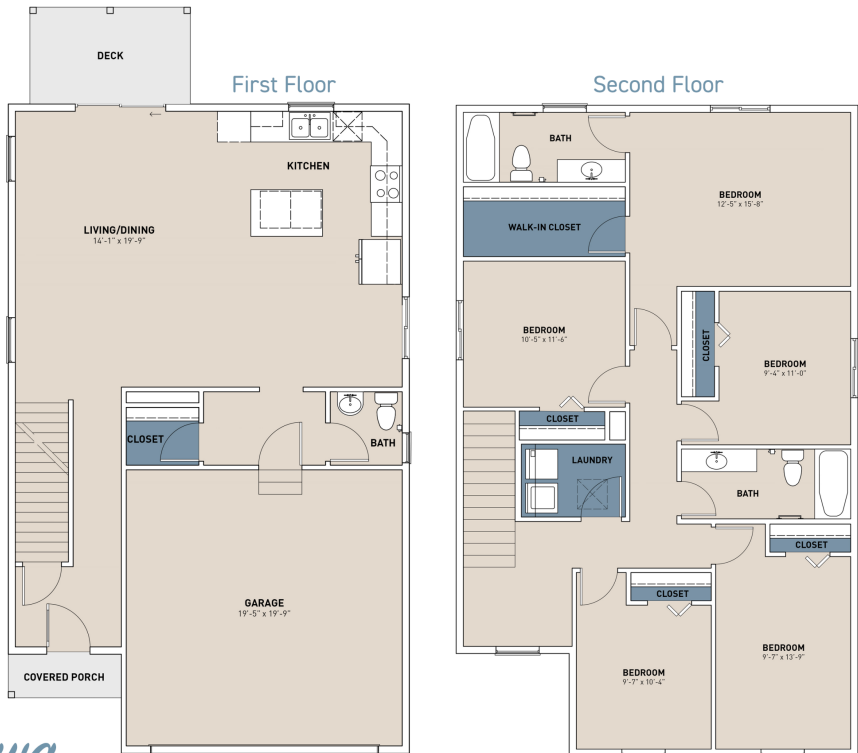 First Floor
DECK
KITCHEN
LIVING/DINING
14'-1" x 19'-9"
CLOSET
BATH
GARAGE
19'-5" x 19'-9"
COVERED PORCH
Second Floor
BATH
BEDROOM
12'-5" x 15'-8"
WALK-IN CLOSET
BEDROOM
10'-5" x 11'-6"
CLOSET
BEDROOM
9'-4" x 11'-0"
CLOSET
LAUNDRY
BATH
CLOSET
CLOSET
BEDROOM
9'-7" x 13'-9"
BEDROOM
9'-7" x 10'-4"